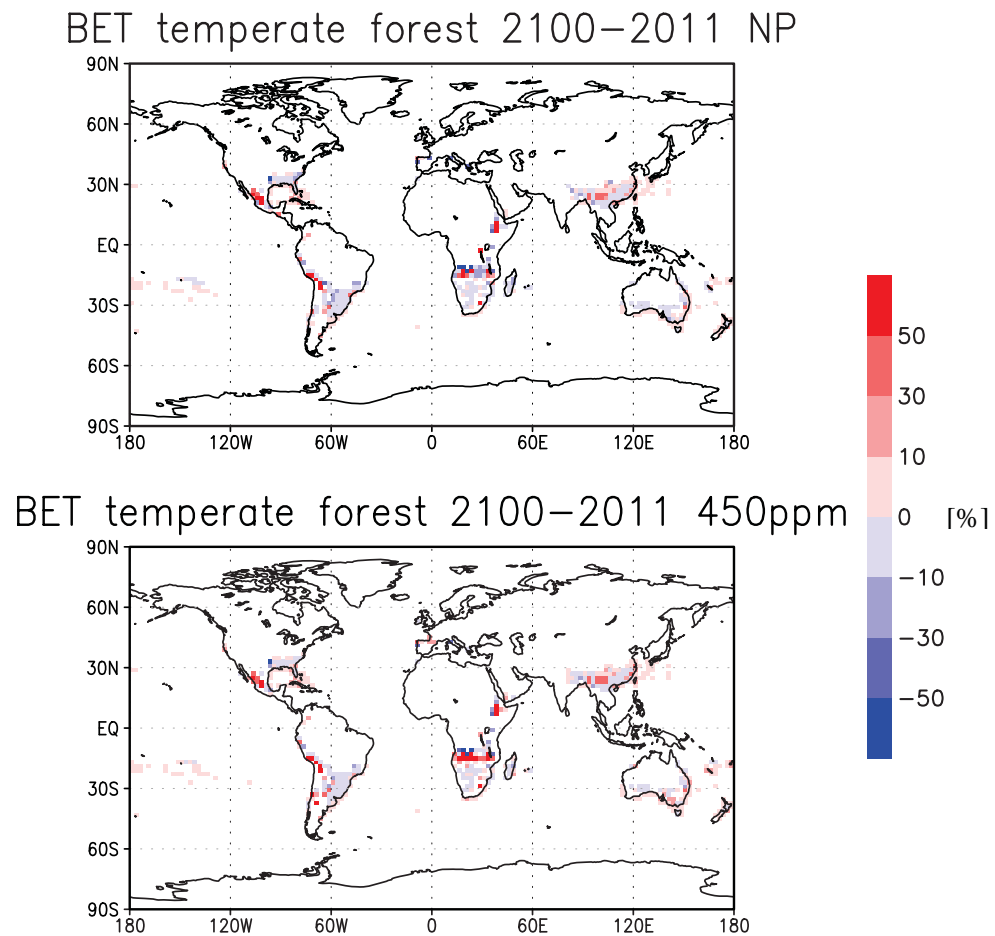 BET temperate forest 2100−2011 NP
90N
60N
30N
EQ
30S
60S
90S
180 120W 60W 0 60E 120E 180
BET temperate forest 2100−2011 450ppm
90N
60N
30N
EQ
30S
60S
90S
180 120W 60W 0 60E 120E 180
50
30
10
0 [%]
−10
−30
−50